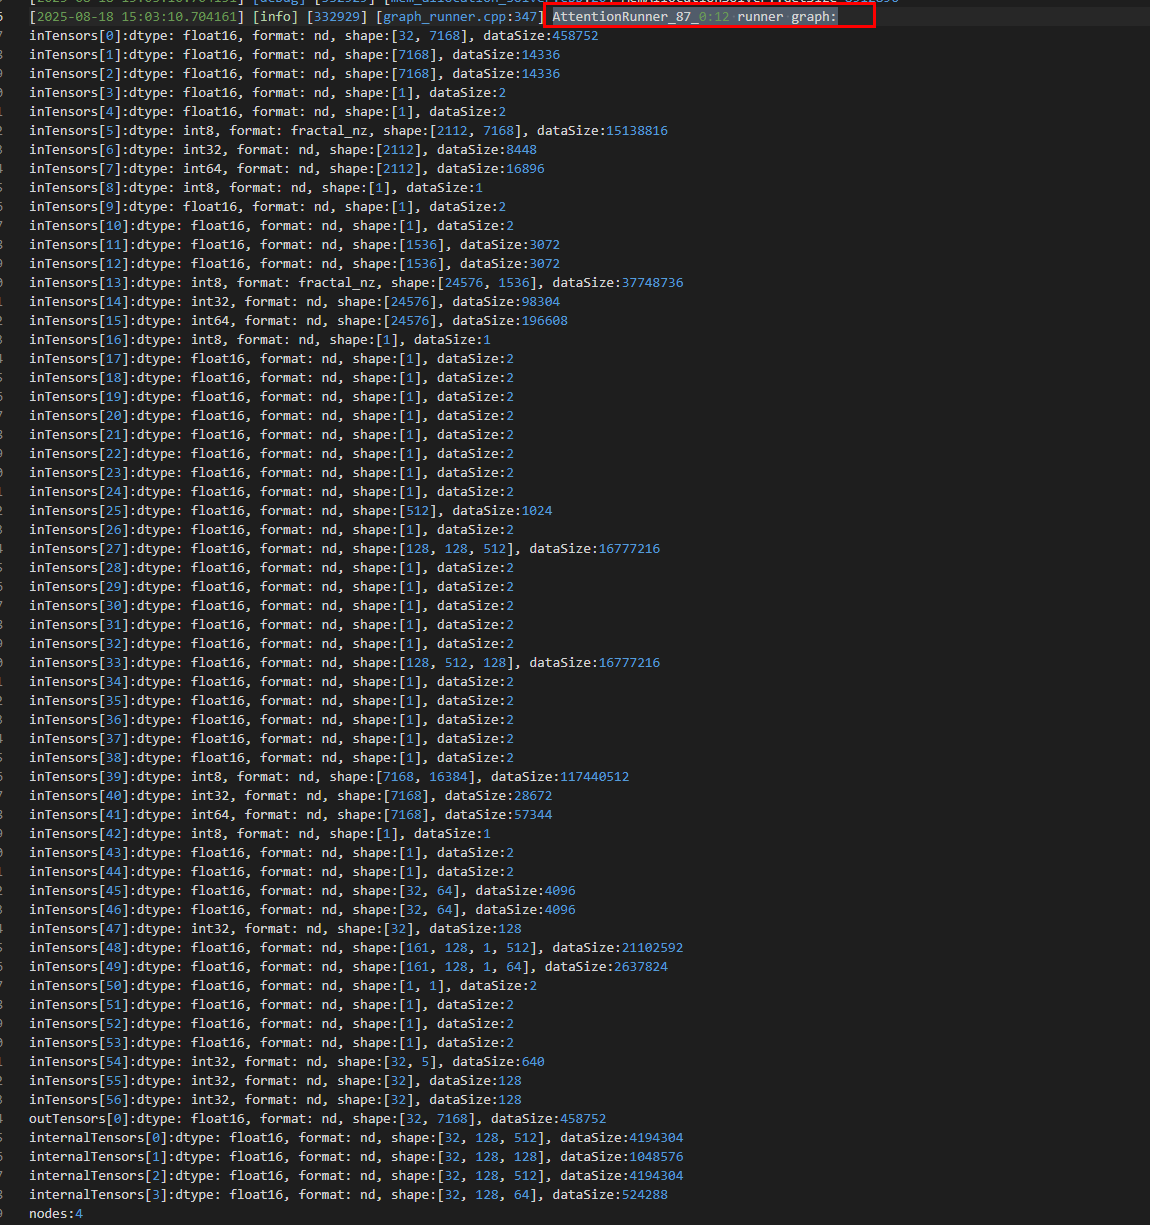 [2025-08-18 15:03:10.704161] [info] [332929] [graph_runner.cpp:347] AttentionRunner_87_0:12 runner graph:
inTensors[0]:dtype: float16, format: nd, shape:[32, 7168], dataSize:458752
inTensors[1]:dtype: float16, format: nd, shape:[7168], dataSize:14336
inTensors[2]:dtype: float16, format: nd, shape:[7168], dataSize:14336
inTensors[3]:dtype: float16, format: nd, shape:[1], dataSize:2
inTensors[4]:dtype: float16, format: nd, shape:[1], dataSize:2
inTensors[5]:dtype: int8, format: fractal_nz, shape:[2112, 7168], dataSize:15138816
inTensors[6]:dtype: int32, format: nd, shape:[2112], dataSize:8448
inTensors[7]:dtype: int64, format: nd, shape:[2112], dataSize:16896
inTensors[8]:dtype: int8, format: nd, shape:[1], dataSize:1
inTensors[9]:dtype: float16, format: nd, shape:[1], dataSize:2
inTensors[10]:dtype: float16, format: nd, shape:[1], dataSize:2
inTensors[11]:dtype: float16, format: nd, shape:[1536], dataSize:3072
inTensors[12]:dtype: float16, format: nd, shape:[1536], dataSize:3072
inTensors[13]:dtype: int8, format: fractal_nz, shape:[24576, 1536], dataSize:37748736
inTensors[14]:dtype: int32, format: nd, shape:[24576], dataSize:98304
inTensors[15]:dtype: int64, format: nd, shape:[24576], dataSize:196608
inTensors[16]:dtype: int8, format: nd, shape:[1], dataSize:1
inTensors[17]:dtype: float16, format: nd, shape:[1], dataSize:2
inTensors[18]:dtype: float16, format: nd, shape:[1], dataSize:2
inTensors[19]:dtype: float16, format: nd, shape:[1], dataSize:2
inTensors[20]:dtype: float16, format: nd, shape:[1], dataSize:2
inTensors[21]:dtype: float16, format: nd, shape:[1], dataSize:2
inTensors[22]:dtype: float16, format: nd, shape:[1], dataSize:2
inTensors[23]:dtype: float16, format: nd, shape:[1], dataSize:2
inTensors[24]:dtype: float16, format: nd, shape:[1], dataSize:2
inTensors[25]:dtype: float16, format: nd, shape:[512], dataSize:1024
inTensors[26]:dtype: float16, format: nd, shape:[1], dataSize:2
inTensors[27]:dtype: float16, format: nd, shape:[128, 128, 512], dataSize:16777216
inTensors[28]:dtype: float16, format: nd, shape:[1], dataSize:2
inTensors[29]:dtype: float16, format: nd, shape:[1], dataSize:2
inTensors[30]:dtype: float16, format: nd, shape:[1], dataSize:2
inTensors[31]:dtype: float16, format: nd, shape:[1], dataSize:2
inTensors[32]:dtype: float16, format: nd, shape:[1], dataSize:2
inTensors[33]:dtype: float16, format: nd, shape:[128, 512, 128], dataSize:16777216
inTensors[34]:dtype: float16, format: nd, shape:[1], dataSize:2
inTensors[35]:dtype: float16, format: nd, shape:[1], dataSize:2
inTensors[36]:dtype: float16, format: nd, shape:[1], dataSize:2
inTensors[37]:dtype: float16, format: nd, shape:[1], dataSize:2
inTensors[38]:dtype: float16, format: nd, shape:[1], dataSize:2
inTensors[39]:dtype: int8, format: nd, shape:[7168, 16384], dataSize:117440512
inTensors[40]:dtype: int32, format: nd, shape:[7168], dataSize:28672
inTensors[41]:dtype: int64, format: nd, shape:[7168], dataSize:57344
inTensors[42]:dtype: int8, format: nd, shape:[1], dataSize:1
inTensors[43]:dtype: float16, format: nd, shape:[1], dataSize:2
inTensors[44]:dtype: float16, format: nd, shape:[1], dataSize:2
inTensors[45]:dtype: float16, format: nd, shape:[32, 64], dataSize:4096
inTensors[46]:dtype: float16, format: nd, shape:[32, 64], dataSize:4096
inTensors[47]:dtype: int32, format: nd, shape:[32], dataSize:128
inTensors[48]:dtype: float16, format: nd, shape:[161, 128, 1, 512], dataSize:21102592
inTensors[49]:dtype: float16, format: nd, shape:[161, 128, 1, 64], dataSize:2637824
inTensors[50]:dtype: float16, format: nd, shape:[1, 1], dataSize:2
inTensors[51]:dtype: float16, format: nd, shape:[1], dataSize:2
inTensors[52]:dtype: float16, format: nd, shape:[1], dataSize:2
inTensors[53]:dtype: float16, format: nd, shape:[1], dataSize:2
inTensors[54]:dtype: int32, format: nd, shape:[32, 5], dataSize:640
inTensors[55]:dtype: int32, format: nd, shape:[32], dataSize:128
inTensors[56]:dtype: int32, format: nd, shape:[32], dataSize:128
outTensors[0]:dtype: float16, format: nd, shape:[32, 7168], dataSize:458752
internalTensors[0]:dtype: float16, format: nd, shape:[32, 128, 512], dataSize:4194304
internalTensors[1]:dtype: float16, format: nd, shape:[32, 128, 128], dataSize:1048576
internalTensors[2]:dtype: float16, format: nd, shape:[32, 128, 512], dataSize:4194304
internalTensors[3]:dtype: float16, format: nd, shape:[32, 128, 64], dataSize:524288
nodes:4